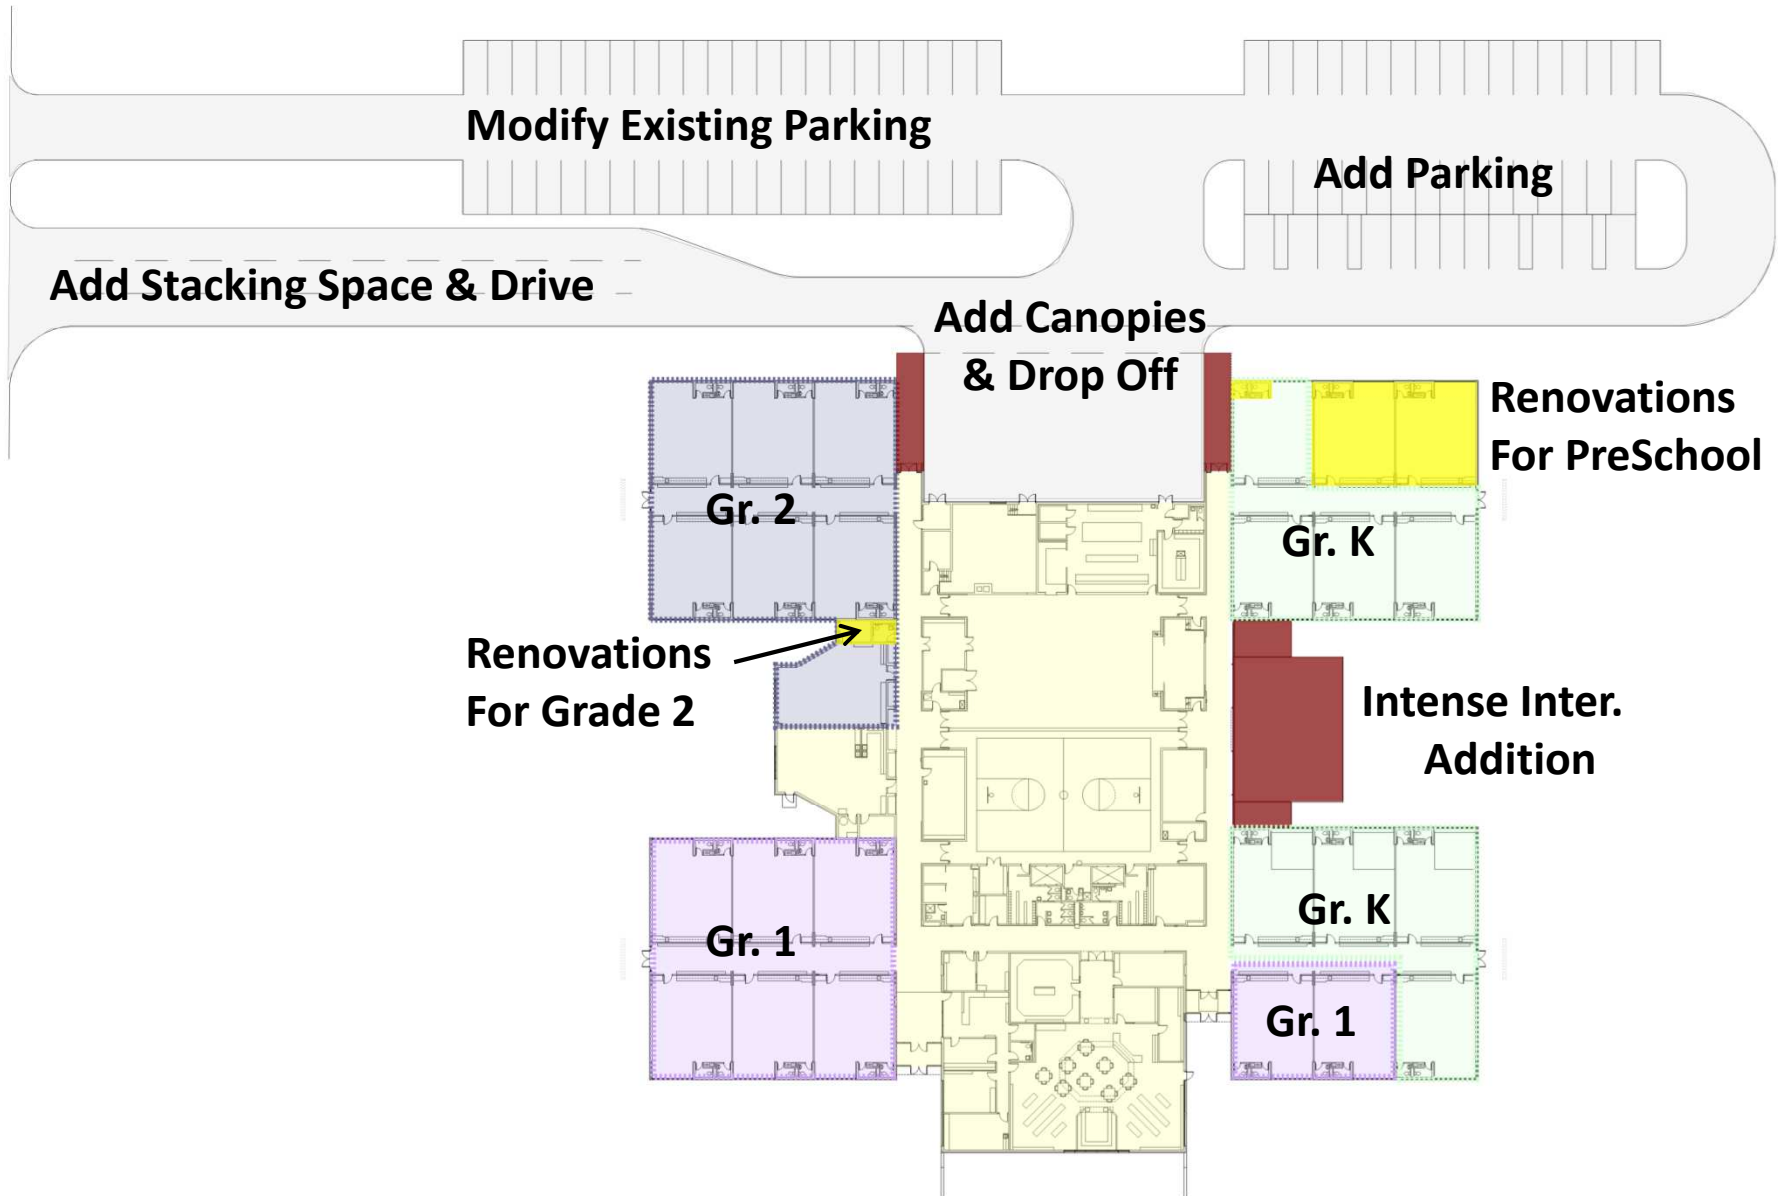 Modify Existing Parking
Add Parking
Add Stacking Space & Drive
Add Canopies
& Drop Off
Renovations
For PreSchool
Gr. 2
Gr. K
Renovations
For Grade 2
Intense Inter.
Addition
Gr. K
Gr. 1
Gr. 1